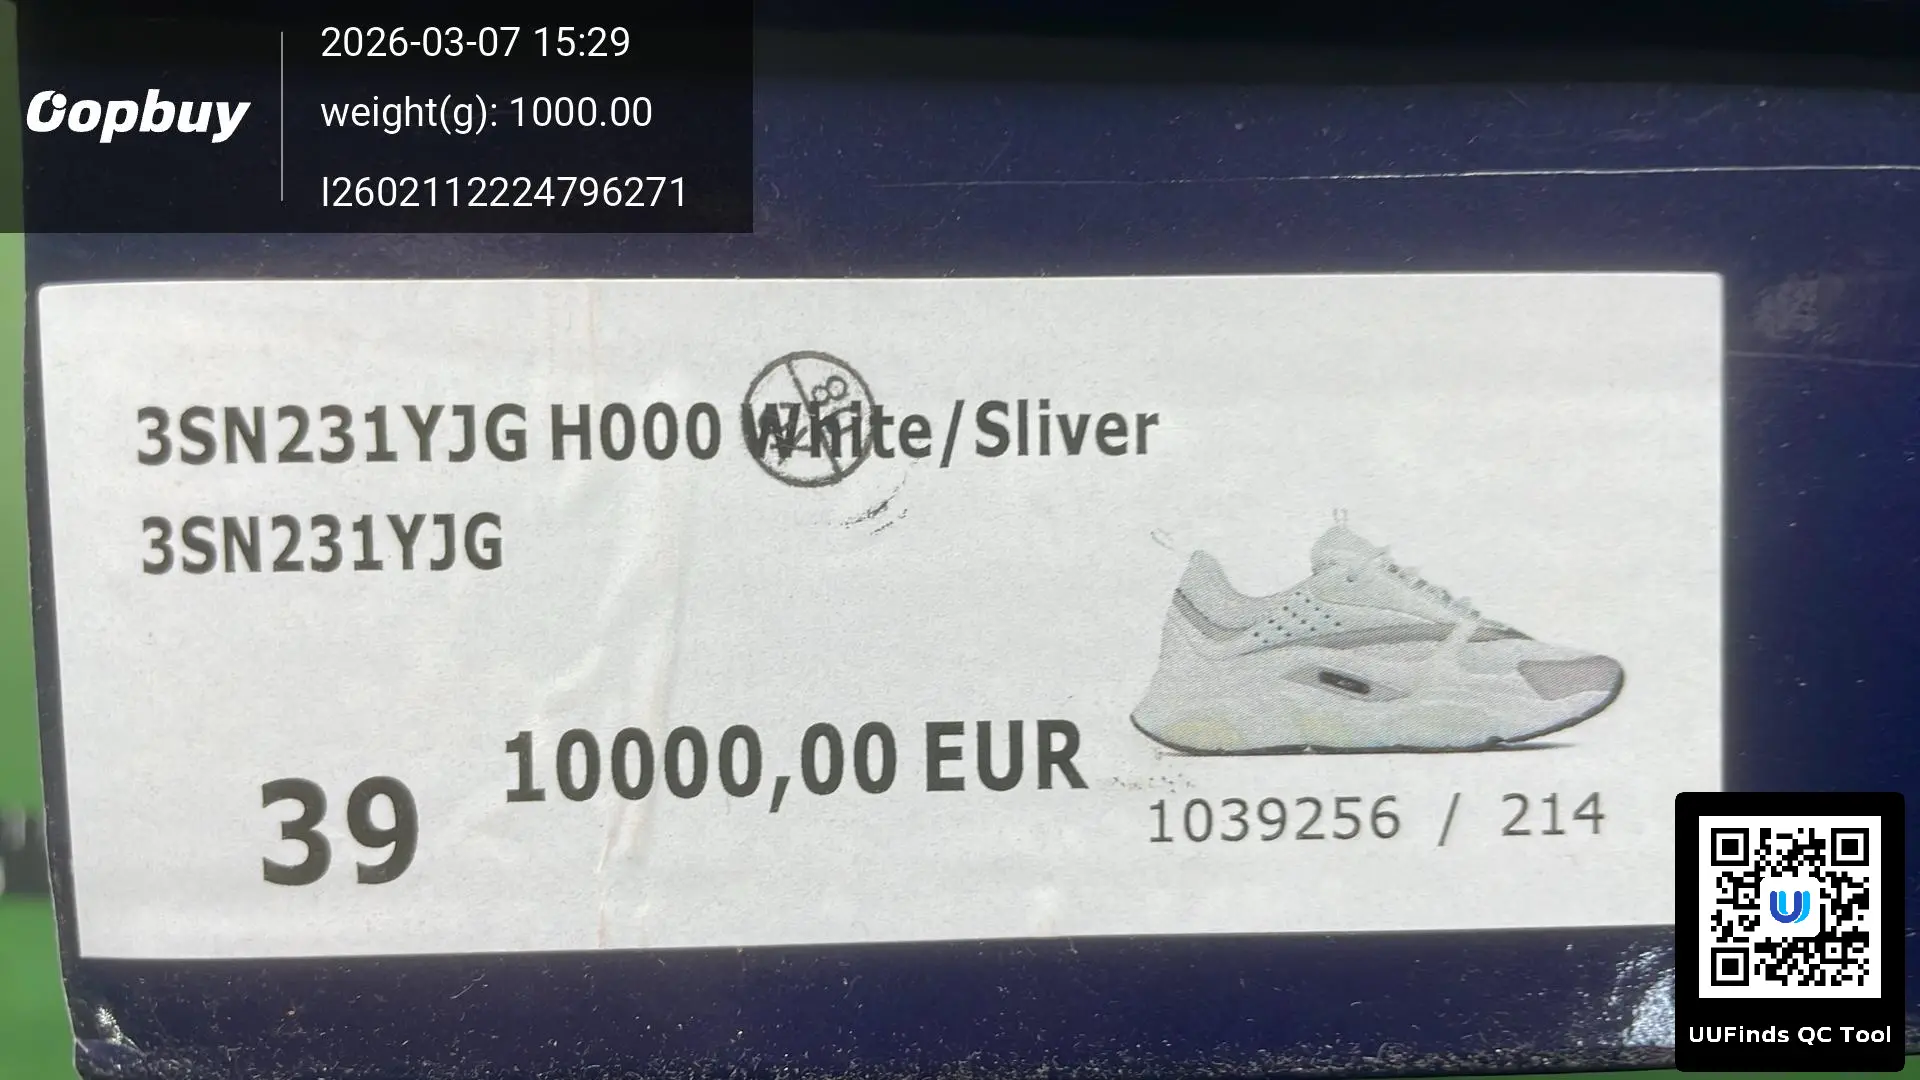 2026-03-07 15:29
oopbuy
weight(g): 1000.00
I2602112224796271
3SN231YJG H000 White/Sliver
3SN231YJG
10000,00 EUR
39
1039256 / 214
UUFinds QC Tool